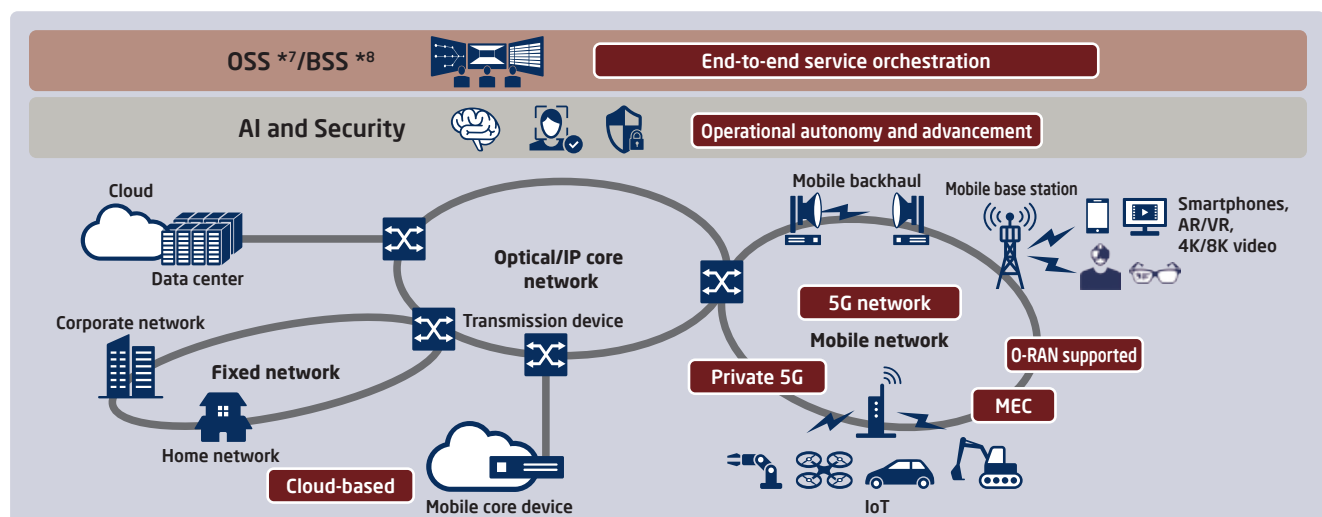 OSS *7/BSS *8
End-to-end service orchestration
AI and Security
Operational autonomy and advancement
Cloud
Data center
Optical/IP core
network
Mobile backhaul
Mobile base station
Smartphones,
AR/VR,
4K/8K video
Corporate network
Fixed network
Home network
Transmission device
5G network
Mobile network
O-RAN supported
Private 5G
MEC
Cloud-based
Mobile core device
IoT